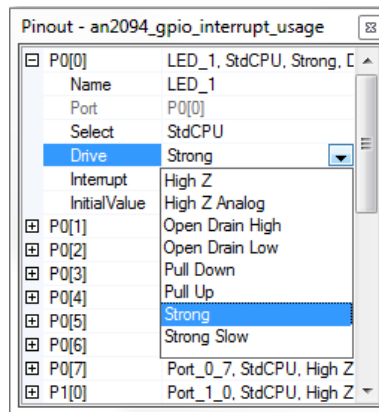 Pinout - an2094_gpio_interrupt_usage
P0[0] LED_1, StdCPU, Strong, D
Name LED_1
Port P0[0]
Select StdCPU
Drive Strong
Interrupt
InitialValue
High Z
High Z Analog
Open Drain High
Open Drain Low
Pull Down
Pull Up
Strong
Strong Slow
P0[1]
P0[2]
P0[3]
P0[4]
P0[5]
P0[6]
P0[7] Port_0_7, StdCPU, High Z
P1[0] Port_1_0, StdCPU, High Z